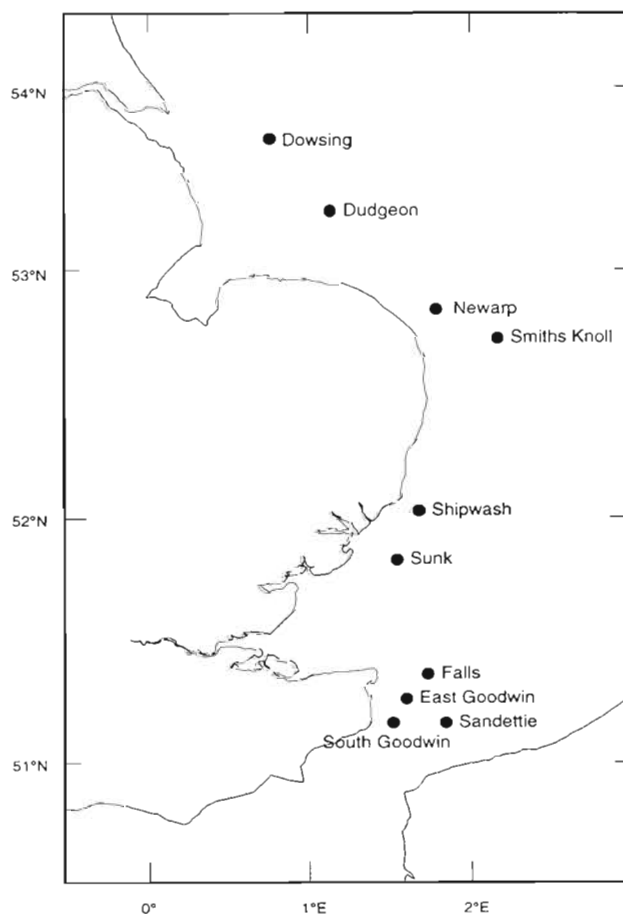 54°N
Dowsing
Dudgeon
53°N
Newarp
Smiths Knoll
52°N
Shipwash
Sunk
Falls
East Goodwin
Sandettie
South Goodwin
51°N
0°
1°E
2°E